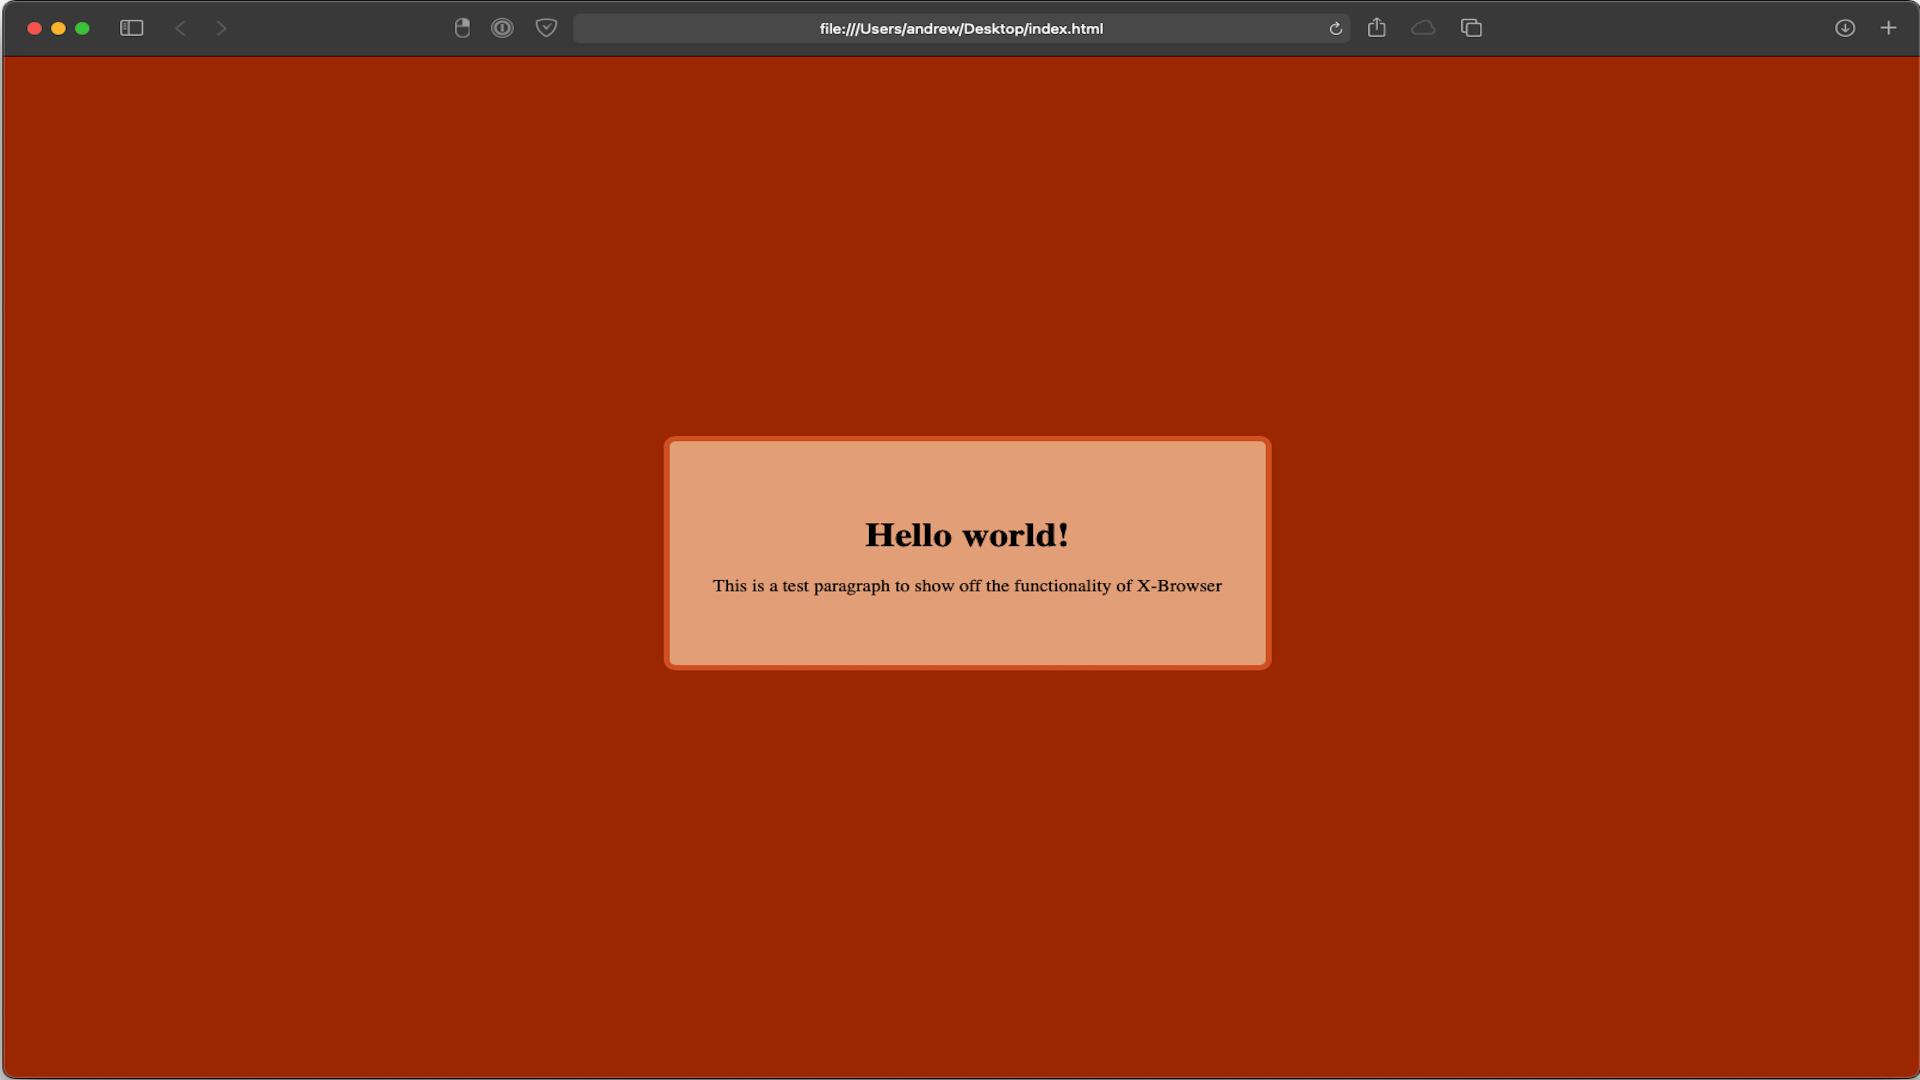 file:///Users/andrew/Desktop/index.html
Hello world!
This is a test paragraph to show off the functionality of X-Browser